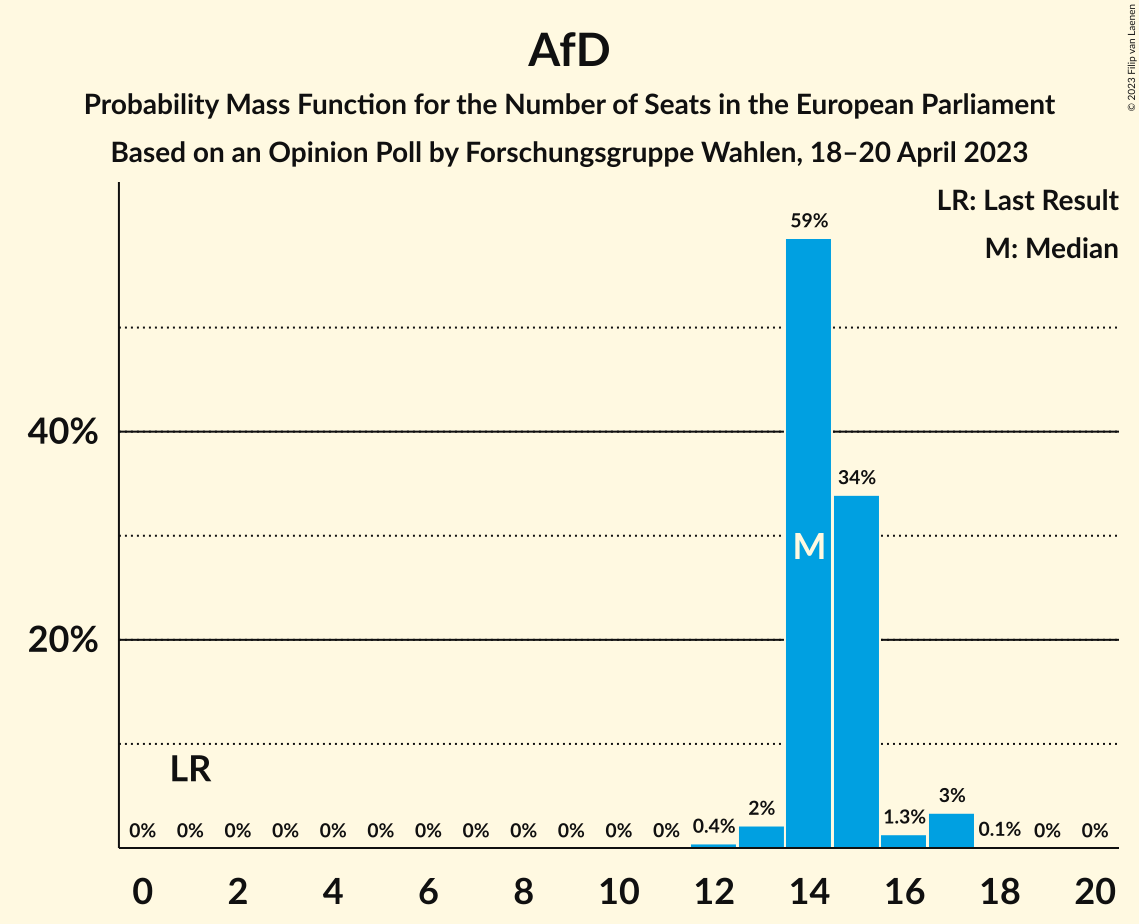 AfD
Probability Mass Function for the Number of Seats in the European Parliament
Based on an Opinion Poll by Forschungsgruppe Wahlen, 18–20 April 2023
© 2023 Filip van Laenen
LR: Last Result
M: Median
59%
40%
34%
M
20%
LR
0% 0% 0% 0% 0% 0% 0% 0% 0% 0% 0% 0% 0.4% 2% 1.3% 3% 0.1% 0% 0%
0 2 4 6 8 10 12 14 16 18 20